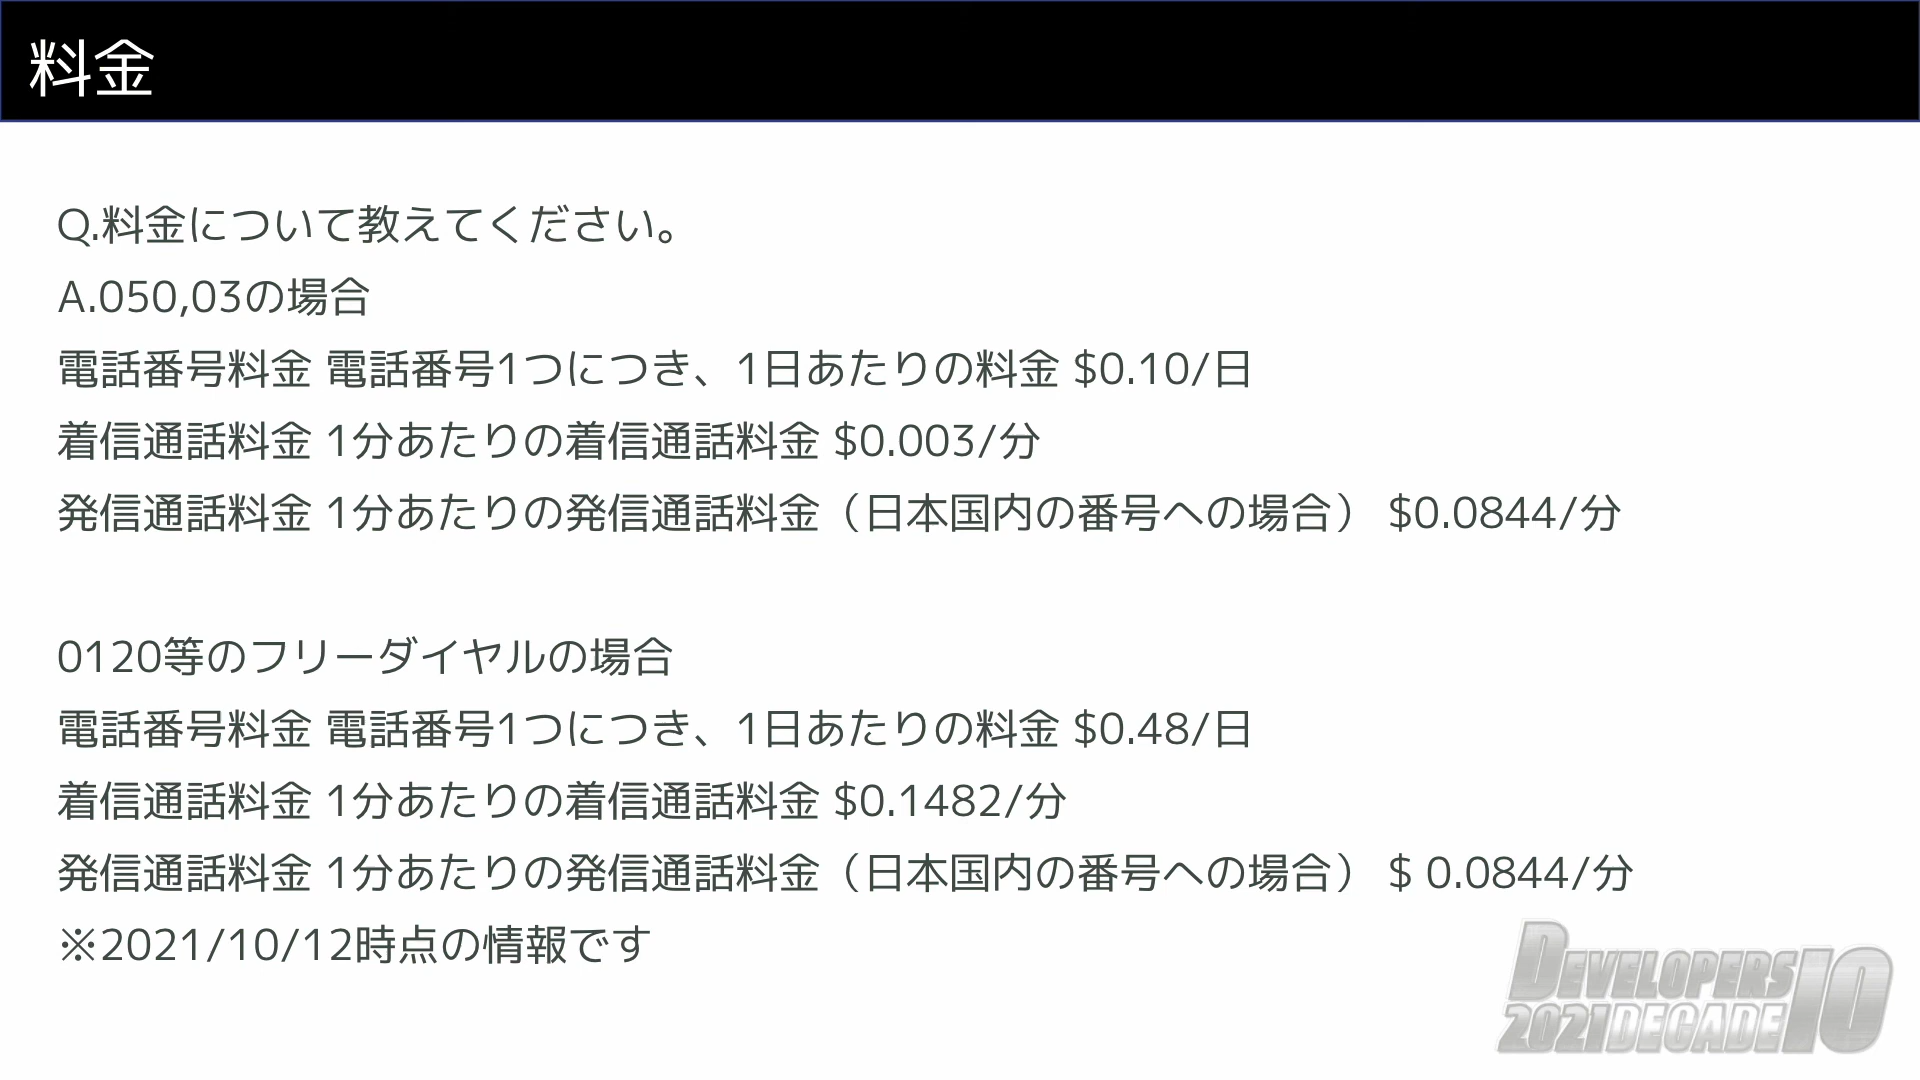 料金
Q.料金について教えてください。
A.050,03の場合
電話番号料金 電話番号1つにつき、1日あたりの料金 $0.10/日
着信通話料金 1分あたりの着信通話料金 $0.003/分
発信通話料金 1分あたりの発信通話料金（日本国内の番号への場合） $0.0844/分
0120等のフリーダイヤルの場合
電話番号料金 電話番号1つにつき、1日あたりの料金 $0.48/日
着信通話料金 1分あたりの着信通話料金 $0.1482/分
発信通話料金 1分あたりの発信通話料金（日本国内の番号への場合） $ 0.0844/分
※2021/10/12時点の情報です
DEVELOPERS
2021 DECADE 10